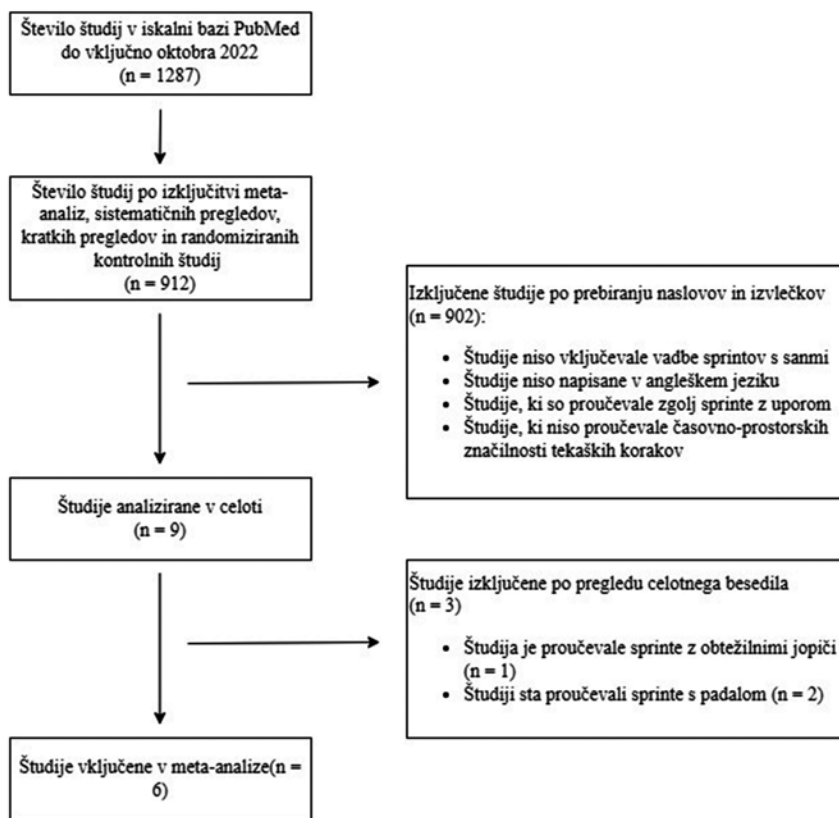 Število študij v iskalni bazi PubMed
do vključno oktobra 2022
(n = 1287)
Število študij po izključitvi meta-
analiz, sistematičnih pregledov,
kratkih pregledov in randomiziranih
kontrolnih študij
(n = 912)
Izključene študije po prebiranju naslovov in izvlečkov
(n = 902):
• Študije niso vključevale vadbe sprintov s sanmi
• Študije niso napisane v angleškem jeziku
• Študije, ki so proučevale zgolj sprinte z uporom
• Študije, ki niso proučevale časovno-prostorskih
značilnosti tekaških korakov
Študije analizirane v celoti
(n = 9)
Študije izključene po pregledu celotnega besedila
(n = 3)
• Študija je proučevale sprinte z obtežilnimi jopiči
(n = 1)
• Študiji sta proučevali sprinte s padalom (n = 2)
Študije vključene v meta-analize(n =
6)